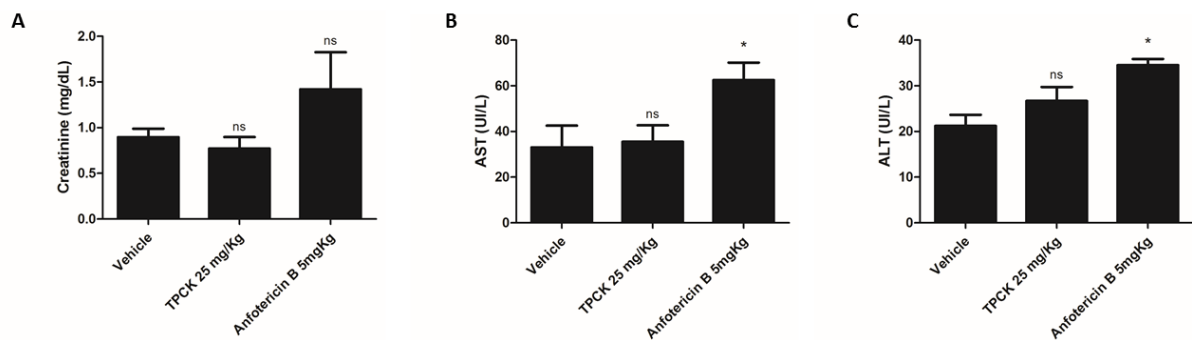 A
Creatinine (mg/dL)
2.0
1.5
1.0
0.5
0.0
ns
ns
Vehicle
TPCK 25 mg/Kg
Anfotericin B 5mgKg
B
AST (UI/L)
80
60
40
20
0
ns
*
Vehicle
TPCK 25 mg/Kg
Anfotericin B 5mgKg
C
ALT (UI/L)
40
30
20
10
0
ns
*
Vehicle
TPCK 25 mg/Kg
Anfotericin B 5mgKg